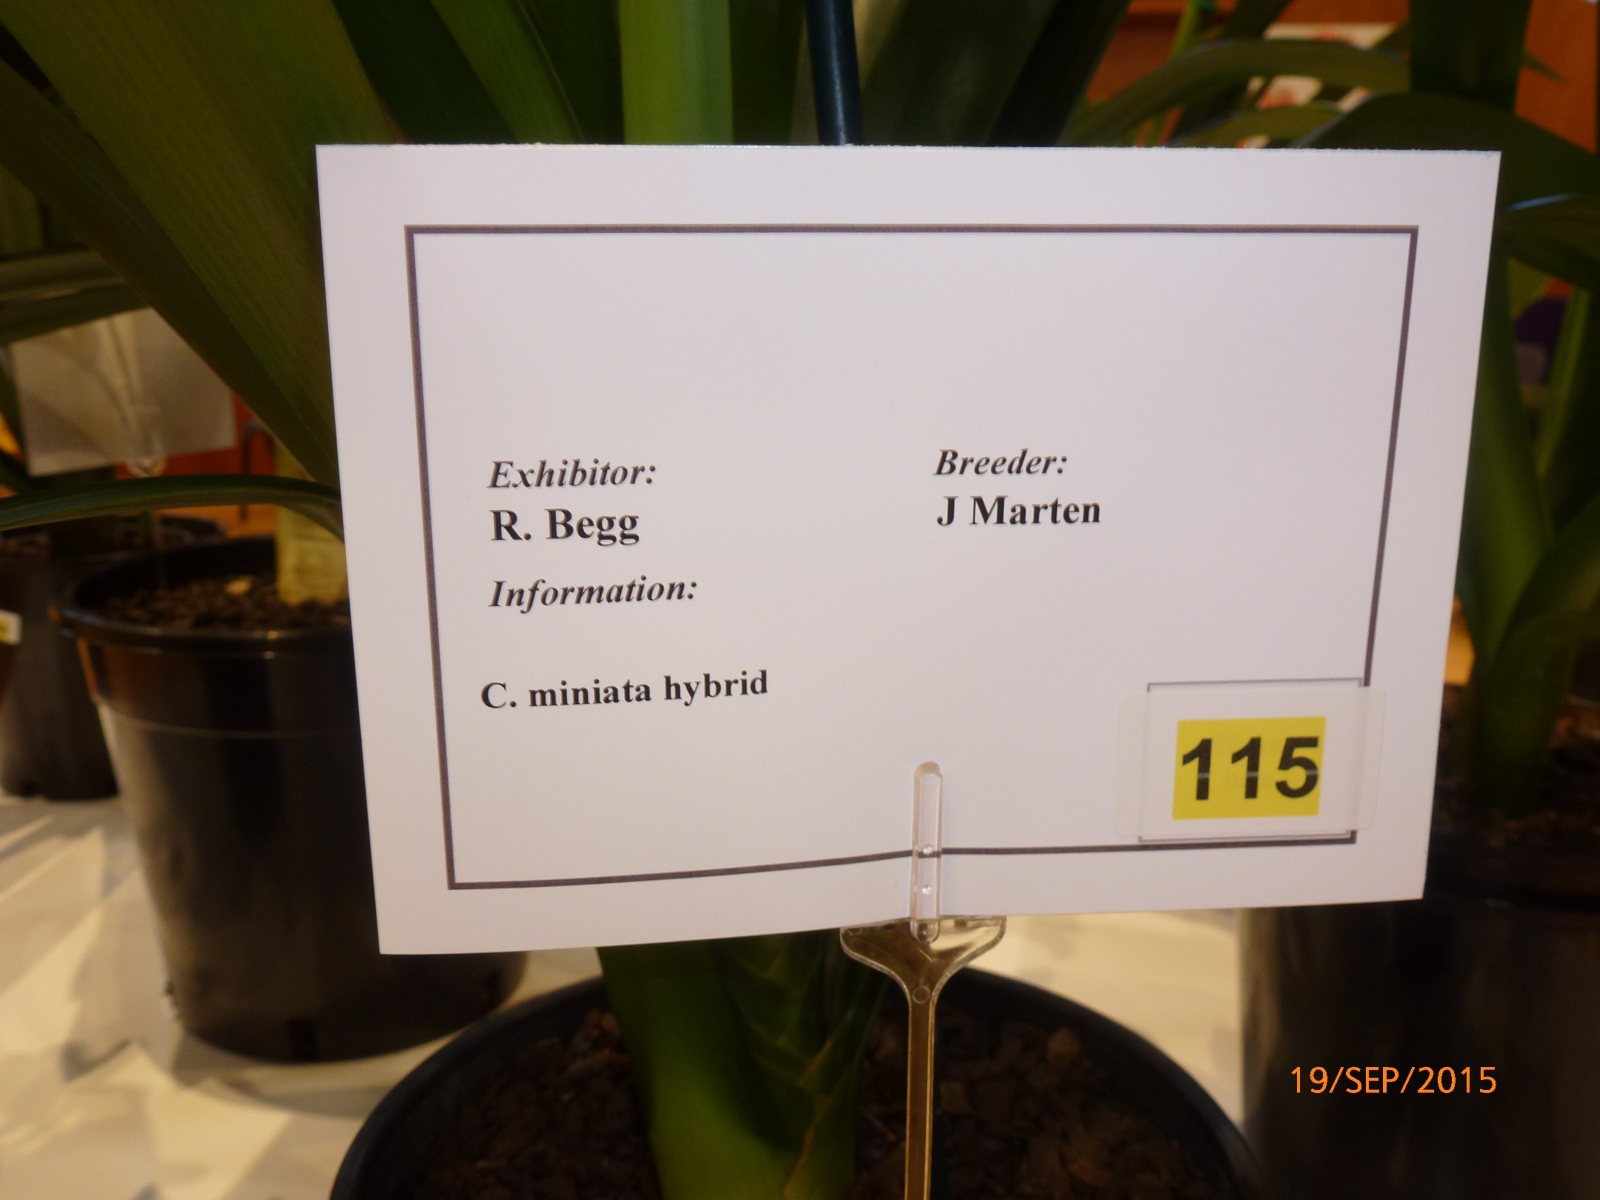 Exhibitor:
R. Begg
Breeder:
J Marten
Information:
C. miniata hybrid
115
19/SEP/2015